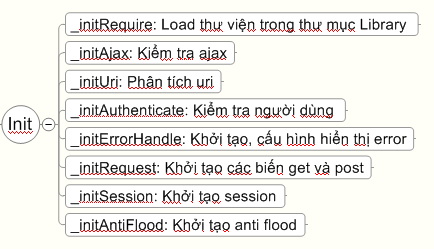 Init
_initRequire: Load thư viện trong thư mục Library
_initAjax: Kiểm tra ajax
_initUri: Phân tích uri
_initAuthenticate: Kiểm tra người dùng
_initErrorHandle: Khởi tạo, cấu hình hiển thị error
_initRequest: Khởi tạo các biến get và post
_initSession: Khởi tạo session
_initAntiFlood: Khởi tạo anti flood